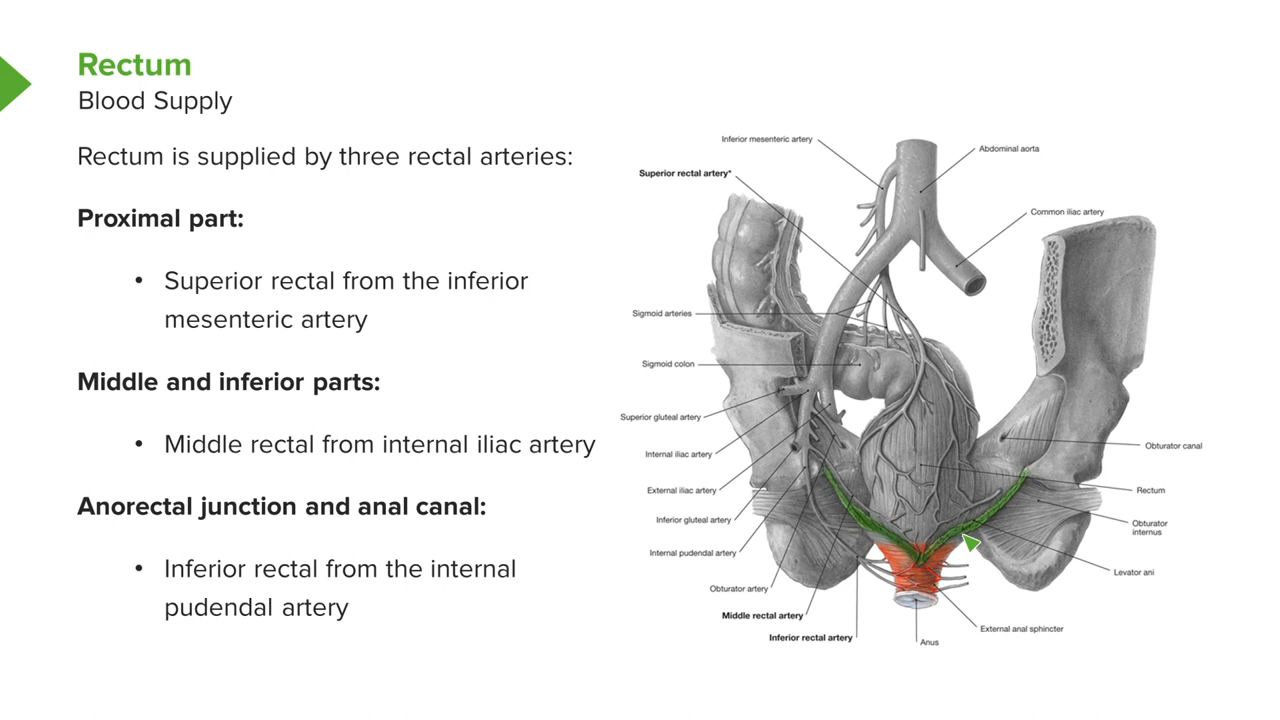 Rectum
Blood Supply
Rectum is supplied by three rectal arteries:
Proximal part:
• Superior rectal from the inferior
mesenteric artery
Middle and inferior parts:
• Middle rectal from internal iliac artery
Anorectal junction and anal canal:
• Inferior rectal from the internal
pudendal artery
Inferior mesenteric artery
Superior rectal artery*
Sigmoid arteries
Sigmoid colon
Superior gluteal artery
Internal iliac artery
External iliac artery
Inferior gluteal artery
Internal pudendal artery
Obturator artery
Middle rectal artery
Inferior rectal artery
Abdominal aorta
Common iliac artery
Obturator canal
Rectum
Obturator
internus
Levator ani
External anal sphincter
Anus